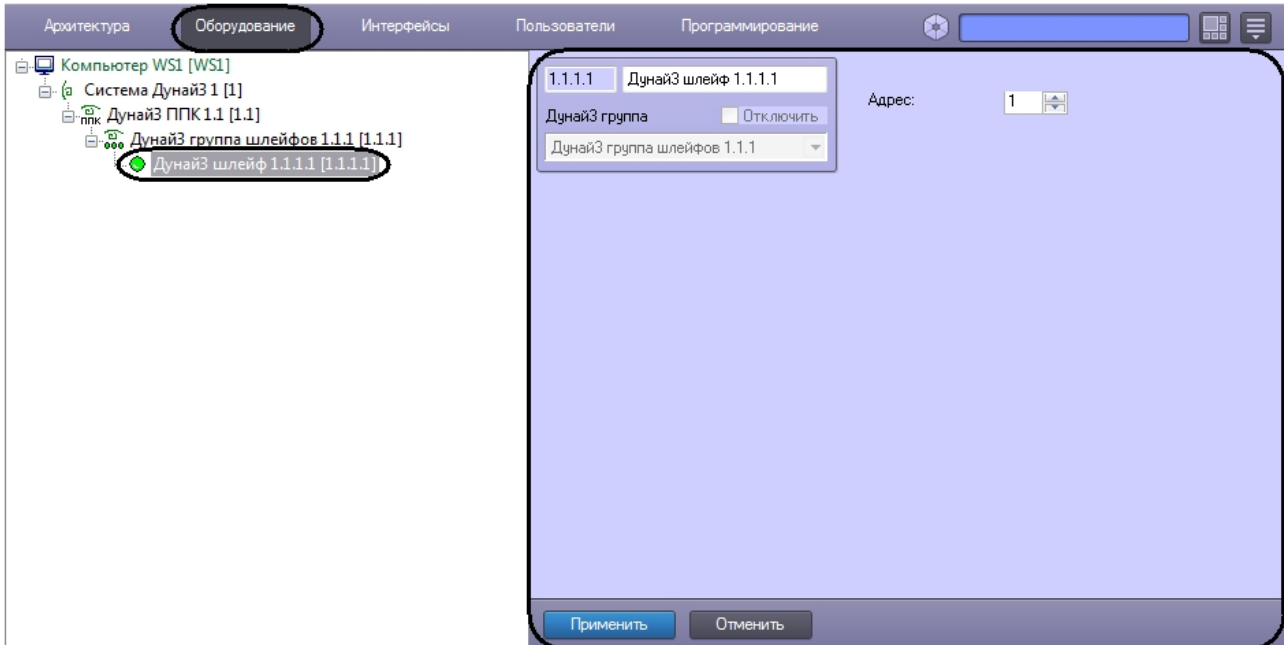 Архитектура Оборудование Интерфейсы Пользователи Программирование
Компьютер WS1 [WS1]
Система Дунай3 1 [1]
ппк Дунай3 ППК 1.1 [1.1]
Дунай3 группа шлейфов 1.1.1 [1.1.1]
Дунай3 шлейф 1.1.1.1 [1.1.1.1]
1.1.1.1 Дунай3 шлейф 1.1.1.1
Дунай3 группа Отключить
Дунай3 группа шлейфов 1.1.1
Адрес: 1
Применить Отменить